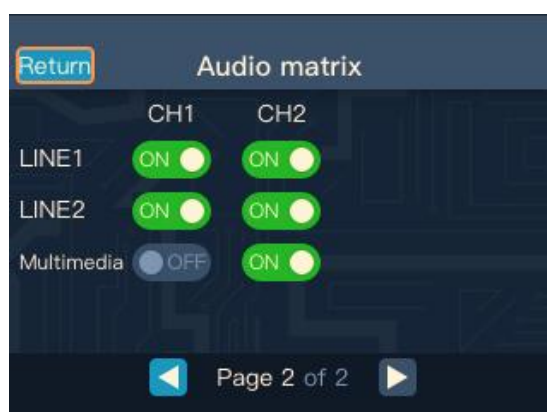 Return Audio matrix
CH1 CH2
LINE1 ON ON
LINE2 ON ON
Multimedia OFF ON
Page 2 of 2